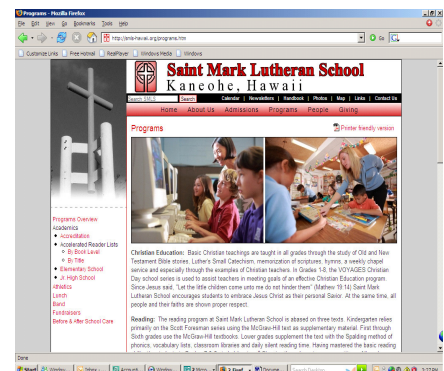 Programs - Mozilla Firefox
File Edit View Go Bookmarks Tools Help
http://smls-hawaii.org/programs.htm
Go
Customize Links Free Hotmail RealPlayer Windows Media Windows
Saint Mark Lutheran School
Kaneohe, Hawaii
Search SMLS Search Calendar | Newsletters | Handbook | Photos | Map | Links | Contact Us
Home About Us Admissions Programs People Giving
Programs
Printer friendly version
Programs Overview
Academics
Accreditation
Accelerated Reader Lists
By Book Level
By Title
Elementary School
Jr. High School
Athletics
Lunch
Band
Fundraisers
Before & After School Care
Christian Education: Basic Christian teachings are taught in all grades through the study of Old and New
Testament Bible stories, Luther's Small Catechism, memorization of scriptures, hymns, a weekly chapel
service and especially through the examples of Christian teachers. In Grades 1-8, the VOYAGES Christian
Day school series is used to assist teachers in meeting goals of an effective Christian Education program.
Since Jesus said, "Let the little children come unto me do not hinder them" (Mathew 19:14) Saint Mark
Lutheran School encourages students to embrace Jesus Christ as their personal Savior. At the same time, all
people and their faiths are shown proper respect.
Reading: The reading program at Saint Mark Lutheran School is abased on three texts. Kindergarten relies
primarily on the Scott Foresman series using the McGraw-Hill text as supplementary material. First through
Sixth grades use the McGraw-Hill textbooks. Lower grades supplement the text with the Spalding method of
phonics, vocabulary lists, classroom libraries and daily silent reading time. Having mastered the basic reading
Done
Start
3:27 PM